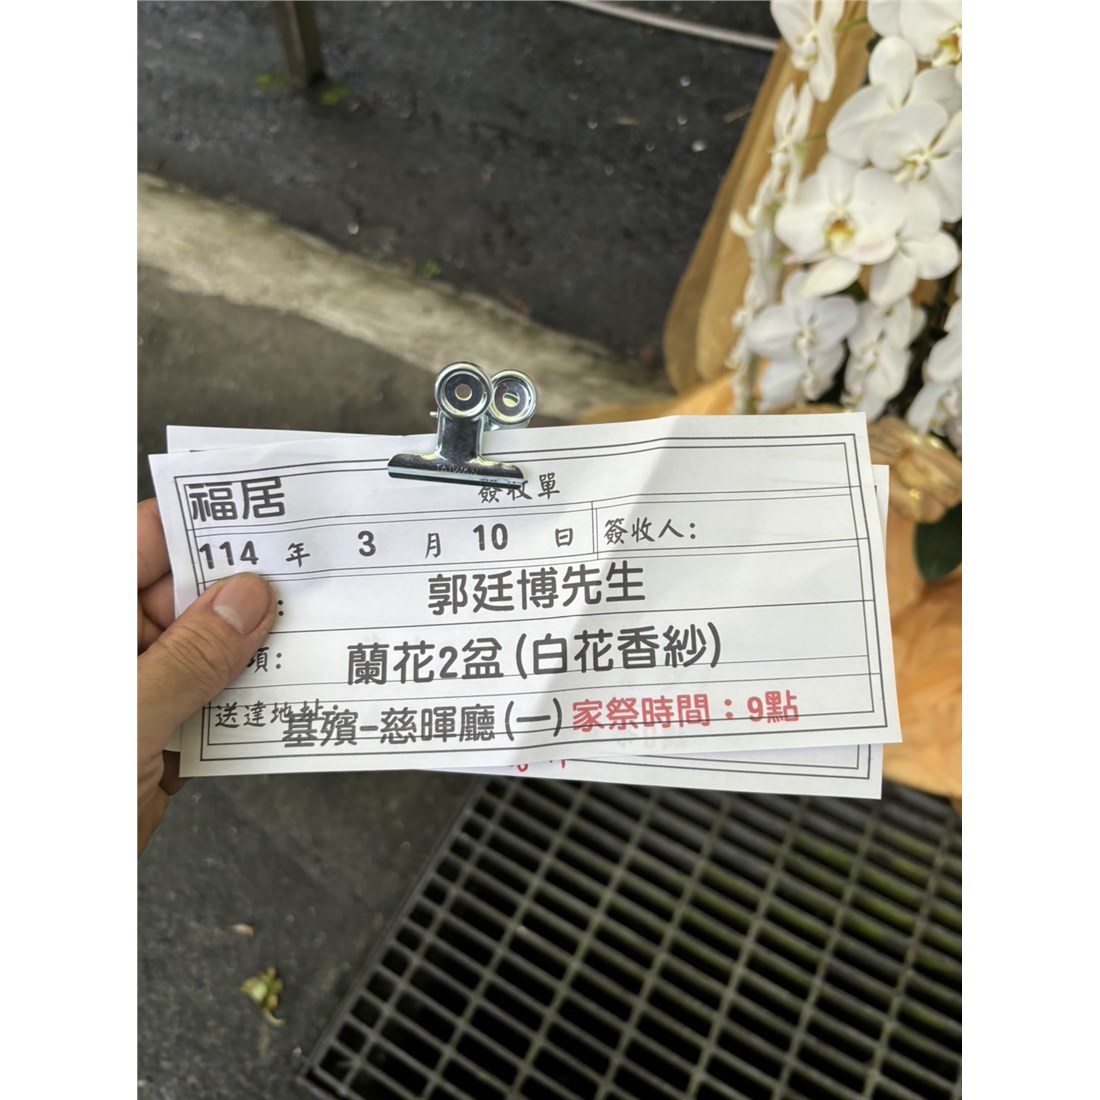 TAIWAN
簽收單
福居
114 年 3 月 10 日 簽收人:
: 郭廷博先生
項: 蘭花2盆(白花香紗)
送達地址: 基殯-慈暉廳(一) 家祭時間:9點